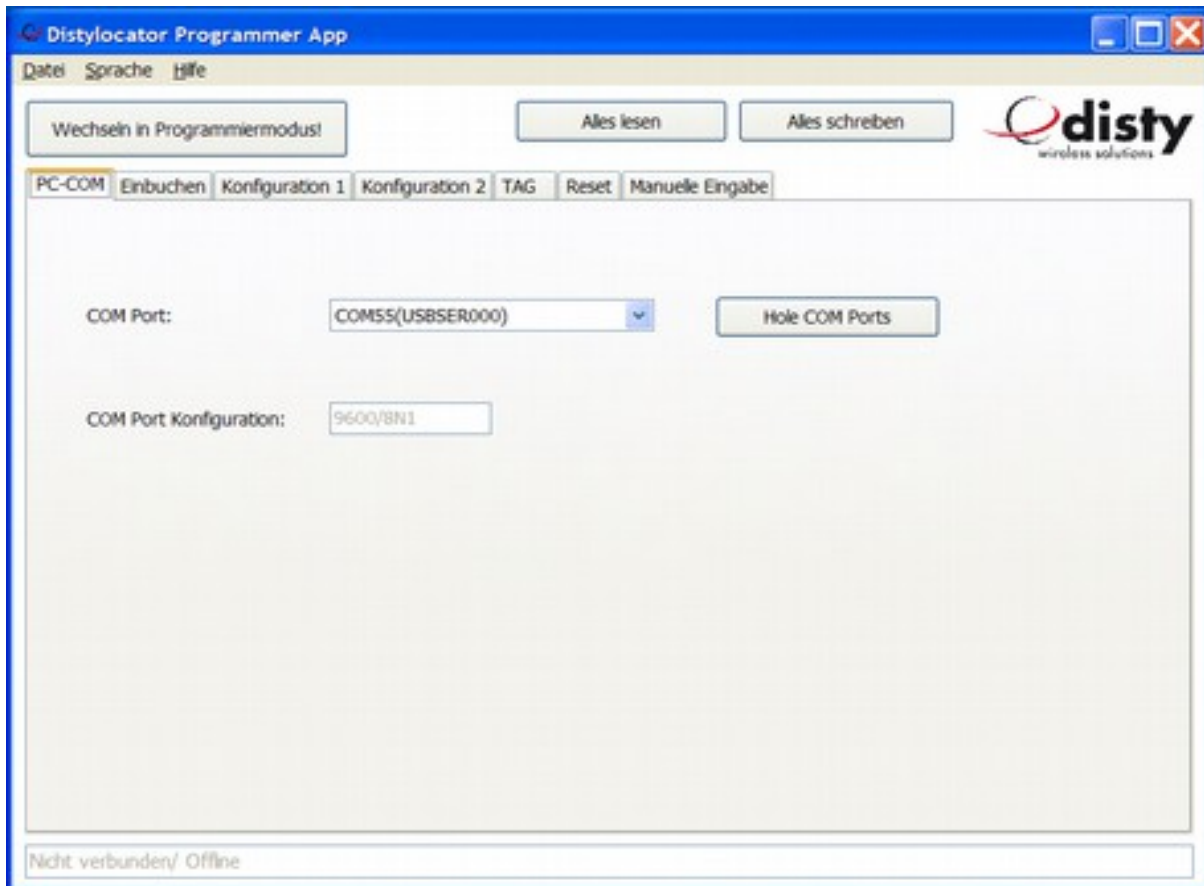 Distylocator Programmer App
Datei Sprache Hilfe
Wechseln in Programmiermodus!
Alles lesen
Alles schreiben
disty
wireless solutions
PC-COM Einbuchen Konfiguration 1 Konfiguration 2 TAG Reset Manuelle Eingabe
COM Port: COM55(USBSER000) Hole COM Ports
COM Port Konfiguration: 9600/8N1
Nicht verbunden/ Offline